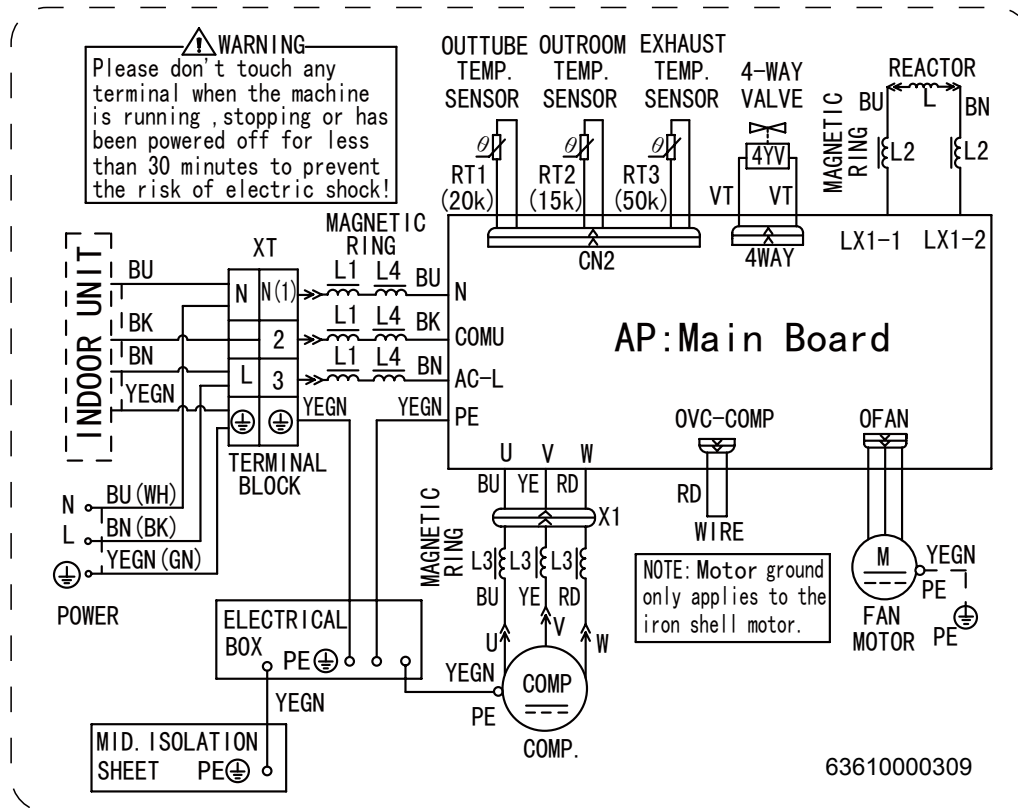 WARNING
Please don't touch any
terminal when the machine
is running ,stopping or has
been powered off for less
than 30 minutes to prevent
the risk of electric shock!
OUTTUBE
TEMP.
SENSOR
OUTROOM
TEMP.
SENSOR
EXHAUST
TEMP.
SENSOR
4-WAY
VALVE
REACTOR
BU
L
BN
MAGNETIC
RING
L2
L2
θ
θ
θ
4YV
RT1
(20k)
RT2
(15k)
RT3
(50k)
VT
VT
CN2
4WAY
LX1-1
LX1-2
INDOOR UNIT
BU
BK
BN
YEGN
XT
N
N(1)
2
L
3
TERMINAL
BLOCK
MAGNETIC
RING
L1
L4
BU
N
L1
L4
BK
COMU
L1
L4
BN
AC-L
YEGN
YEGN
PE
AP:Main Board
OVC-COMP
OFAN
U
V
W
BU
YE
RD
X1
RD
WIRE
MAGNETIC
RING
L3
L3
L3
BU
YE
RD
U
V
W
N
BU(WH)
L
BN(BK)
YEGN(GN)
POWER
NOTE: Motor ground
only applies to the
iron shell motor.
M
YEGN
PE
FAN
MOTOR
PE
ELECTRICAL
BOX
PE
YEGN
YEGN
PE
COMP
COMP.
MID. ISOLATION
SHEET
PE
63610000309